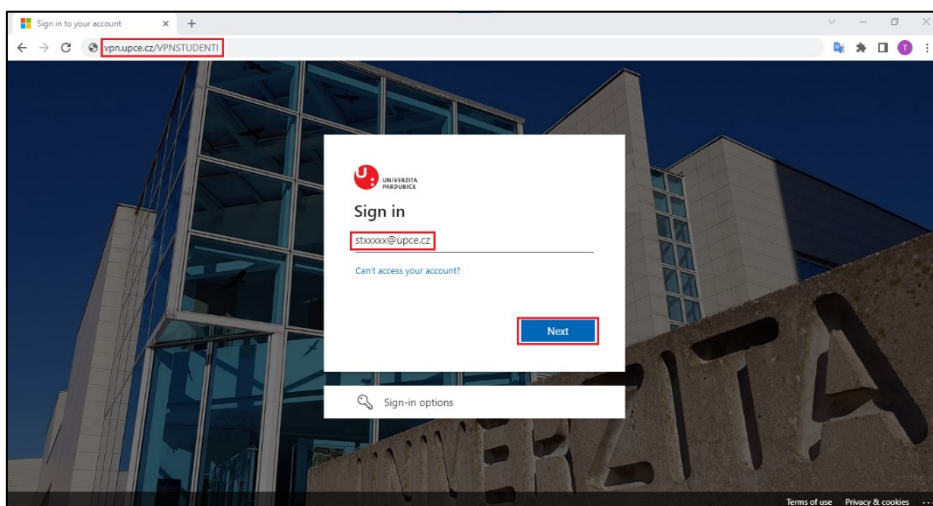 Sign in to your account
vpn.upce.cz/VPNSTUDENTI
T
U:
UNIVERZITA
PARDUBICE
Sign in
stxxxxx@upce.cz
Can't access your account?
Next
Sign-in options
UNIVERZITA
Terms of use Privacy & cookies ...